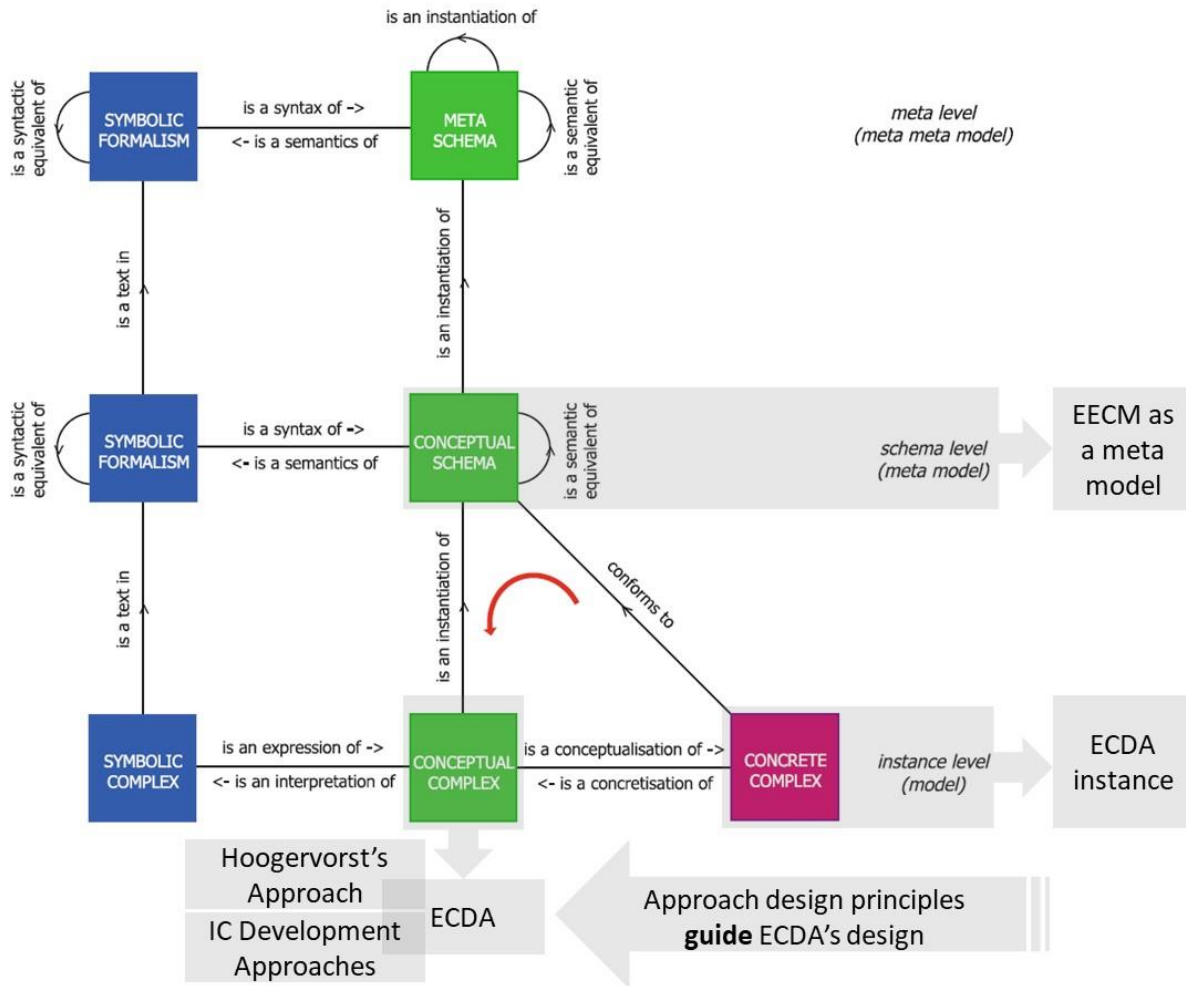 is an instantiation of
is a syntactic
equivalent of
SYMBOLIC
FORMALISM
is a syntax of ->
<- is a semantics of
META
SCHEMA
is a semantic
equivalent of
meta level
(meta meta model)
is a text in
is an instantiation of
is a syntactic
equivalent of
SYMBOLIC
FORMALISM
is a syntax of ->
<- is a semantics of
CONCEPTUAL
SCHEMA
is a semantic
equivalent of
schema level
(meta model)
EECM as
a meta
model
is a text in
is an instantiation of
conforms to
SYMBOLIC
COMPLEX
is an expression of ->
<- is an interpretation of
CONCEPTUAL
COMPLEX
is a conceptualisation of ->
<- is a concretisation of
CONCRETE
COMPLEX
instance level
(model)
ECDA
instance
Hoogervorst's
Approach
IC Development
Approaches
ECDA
Approach design principles
guide ECDA's design